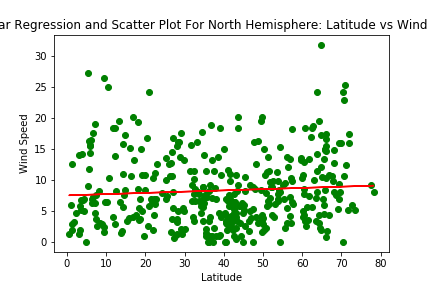 ar Regression and Scatter Plot For North Hemisphere: Latitude vs Wind
30
25
20
15
10
5
0
Wind Speed
0 10 20 30 40 50 60 70 80
Latitude